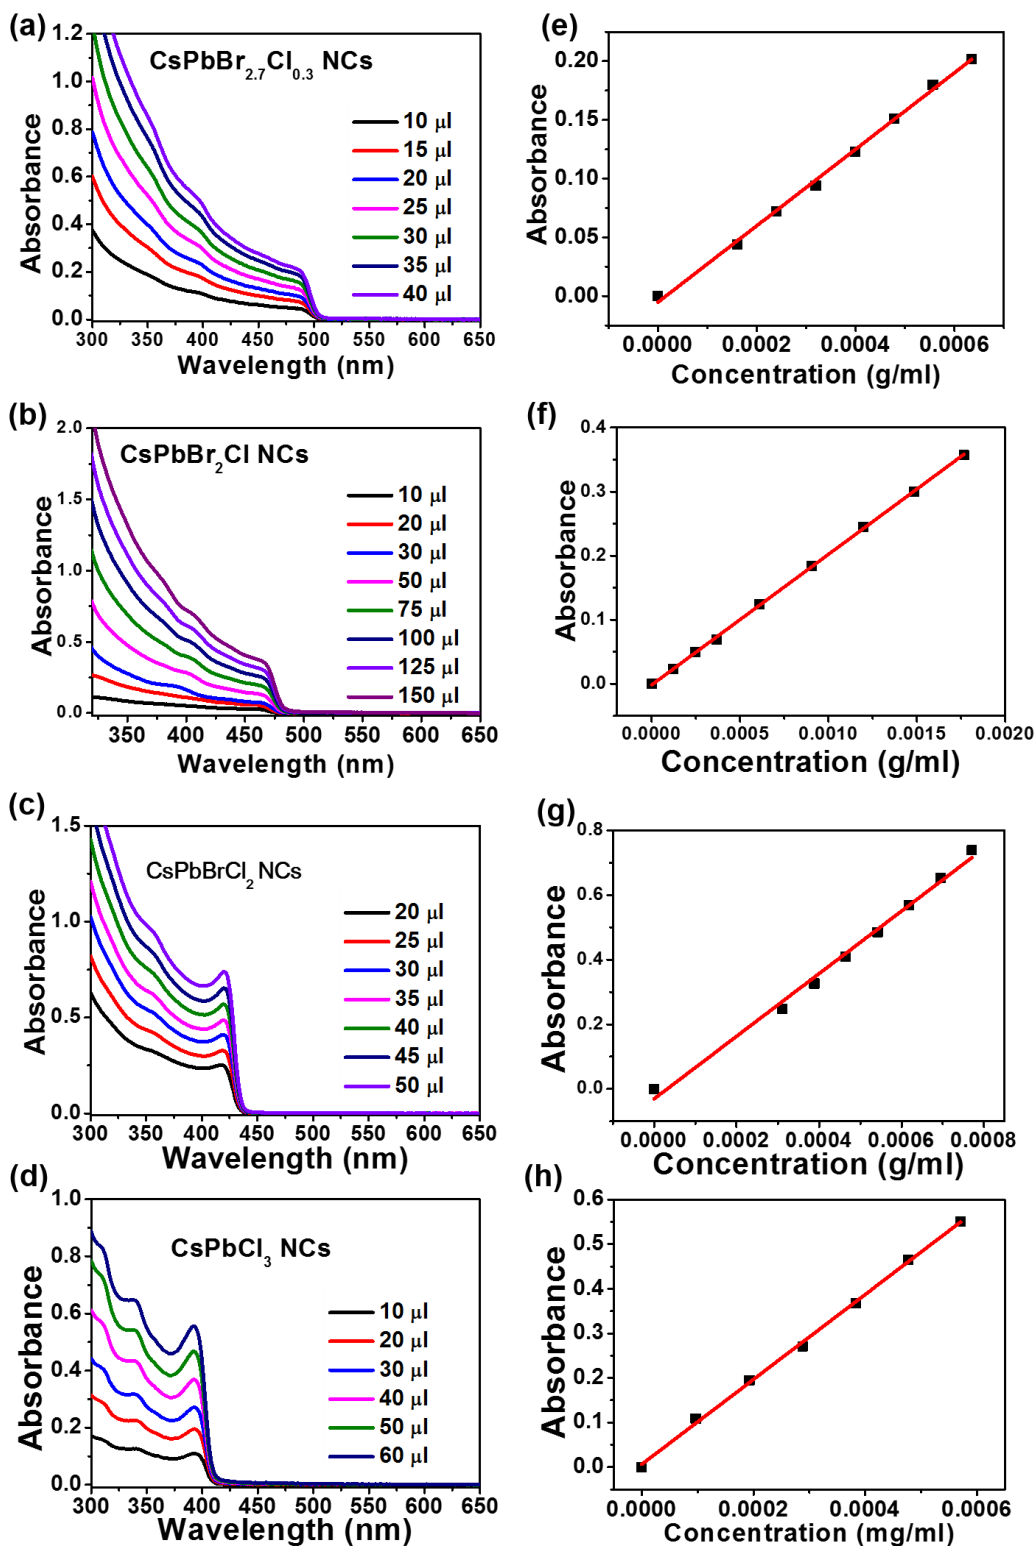 (a)
CsPbBr2.7Cl0.3 NCs
1.2
1.0
0.8
0.6
0.4
0.2
0.0
Absorbance
10 μl
15 μl
20 μl
25 μl
30 μl
35 μl
40 μl
300 350 400 450 500 550 600 650
Wavelength (nm)
(e)
0.20
0.15
0.10
0.05
0.00
Absorbance
0.0000 0.0002 0.0004 0.0006
Concentration (g/ml)
(b)
CsPbBr2Cl NCs
2.0
1.5
1.0
0.5
0.0
Absorbance
10 μl
20 μl
30 μl
50 μl
75 μl
100 μl
125 μl
150 μl
350 400 450 500 550 600 650
Wavelength (nm)
(f)
0.4
0.3
0.2
0.1
0.0
Absorbance
0.0000 0.0005 0.0010 0.0015 0.0020
Concentration (g/ml)
(c)
CsPbBrCl2 NCs
1.5
1.0
0.5
0.0
Absorbance
20 μl
25 μl
30 μl
35 μl
40 μl
45 μl
50 μl
300 350 400 450 500 550 600 650
Wavelength (nm)
(g)
0.8
0.6
0.4
0.2
0.0
Absorbance
0.0000 0.0002 0.0004 0.0006 0.0008
Concentration (g/ml)
(d)
CsPbCl3 NCs
1.0
0.8
0.6
0.4
0.2
0.0
Absorbance
10 μl
20 μl
30 μl
40 μl
50 μl
60 μl
300 350 400 450 500 550 600 650
Wavelength (nm)
(h)
0.6
0.5
0.4
0.3
0.2
0.1
0.0
Absorbance
0.0000 0.0002 0.0004 0.0006
Concentration (mg/ml)